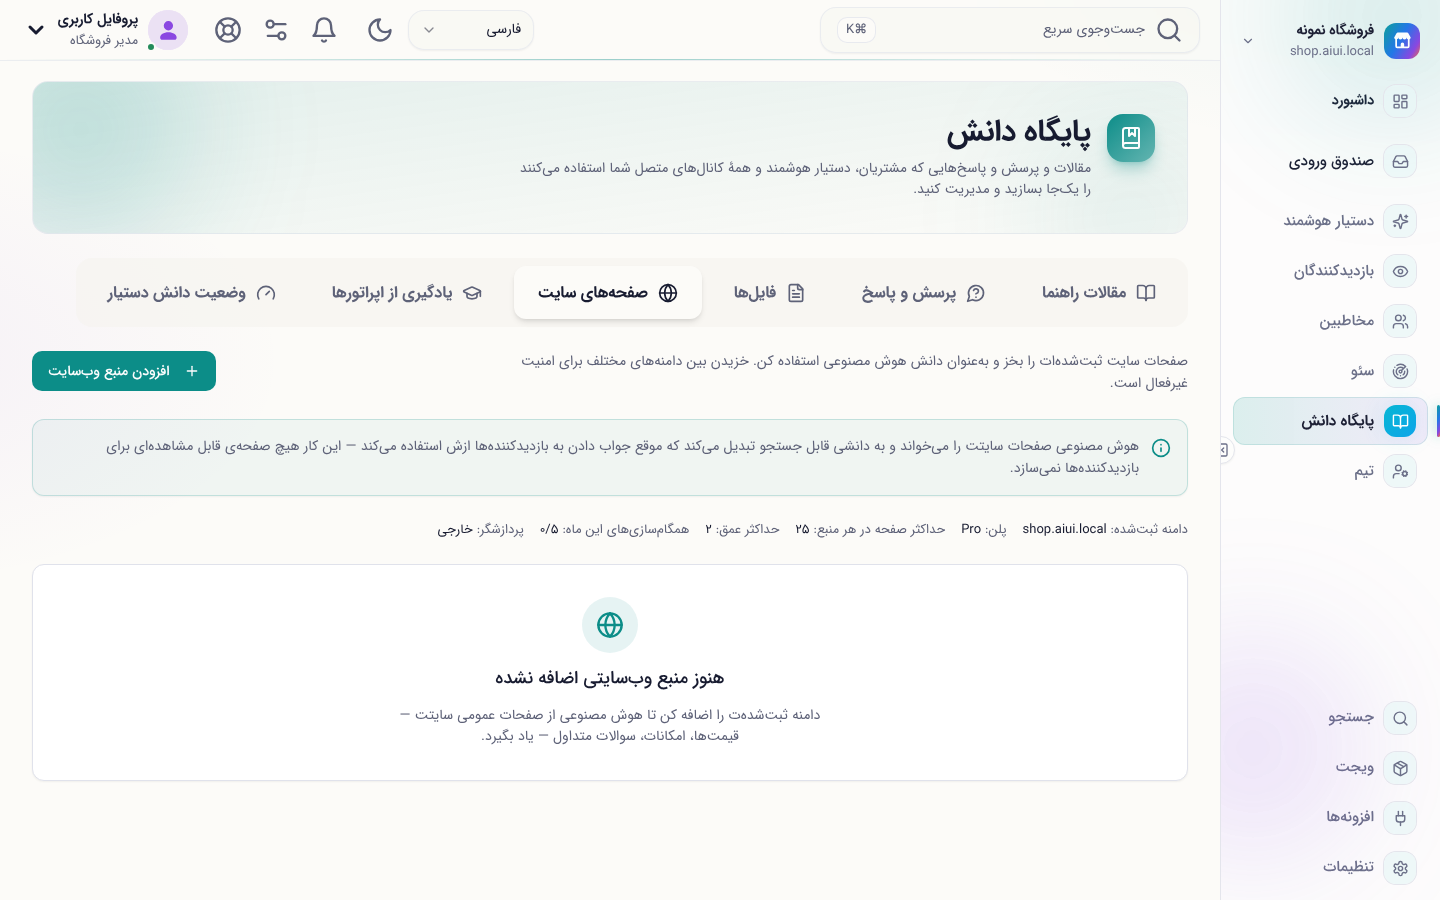 فروشگاه نمونه
shop.aiui.local
داشبورد
صندوق ورودی
دستیار هوشمند
بازدیدکنندگان
مخاطبین
سئو
پایگاه دانش
تیم
جستجو
ویجت
افزونه‌ها
تنظیمات
جست‌وجوی سریع
⌘K
فارسی
پروفایل کاربری
مدیر فروشگاه
پایگاه دانش
مقالات و پرسش و پاسخ‌هایی که مشتریان، دستیار هوشمند و همهٔ کانال‌های متصل شما استفاده می‌کنند
را یک‌جا بسازید و مدیریت کنید.
مقالات راهنما
پرسش و پاسخ
فایل‌ها
صفحه‌های سایت
یادگیری از اپراتورها
وضعیت دانش دستیار
صفحات سایت ثبت‌شده‌ات را بخز و به‌عنوان دانش هوش مصنوعی استفاده کن. خزیدن بین دامنه‌های مختلف برای امنیت
غیرفعال است.
افزودن منبع وب‌سایت
هوش مصنوعی صفحات سایتت را می‌خواند و به دانشی قابل جستجو تبدیل می‌کند که موقع جواب دادن به بازدیدکننده‌ها ازش استفاده می‌کند — این کار هیچ صفحه‌ی قابل مشاهده‌ای برای
بازدیدکننده‌ها نمی‌سازد.
دامنه ثبت‌شده: shop.aiui.local پلن: Pro حداکثر صفحه در هر منبع: ۲۵ حداکثر عمق: ۲ همگام‌سازی‌های این ماه: ۰/۵ پردازشگر: خارجی
هنوز منبع وب‌سایتی اضافه نشده
دامنه ثبت‌شده‌ت را اضافه کن تا هوش مصنوعی از صفحات عمومی سایتت —
قیمت‌ها، امکانات، سوالات متداول — یاد بگیرد.